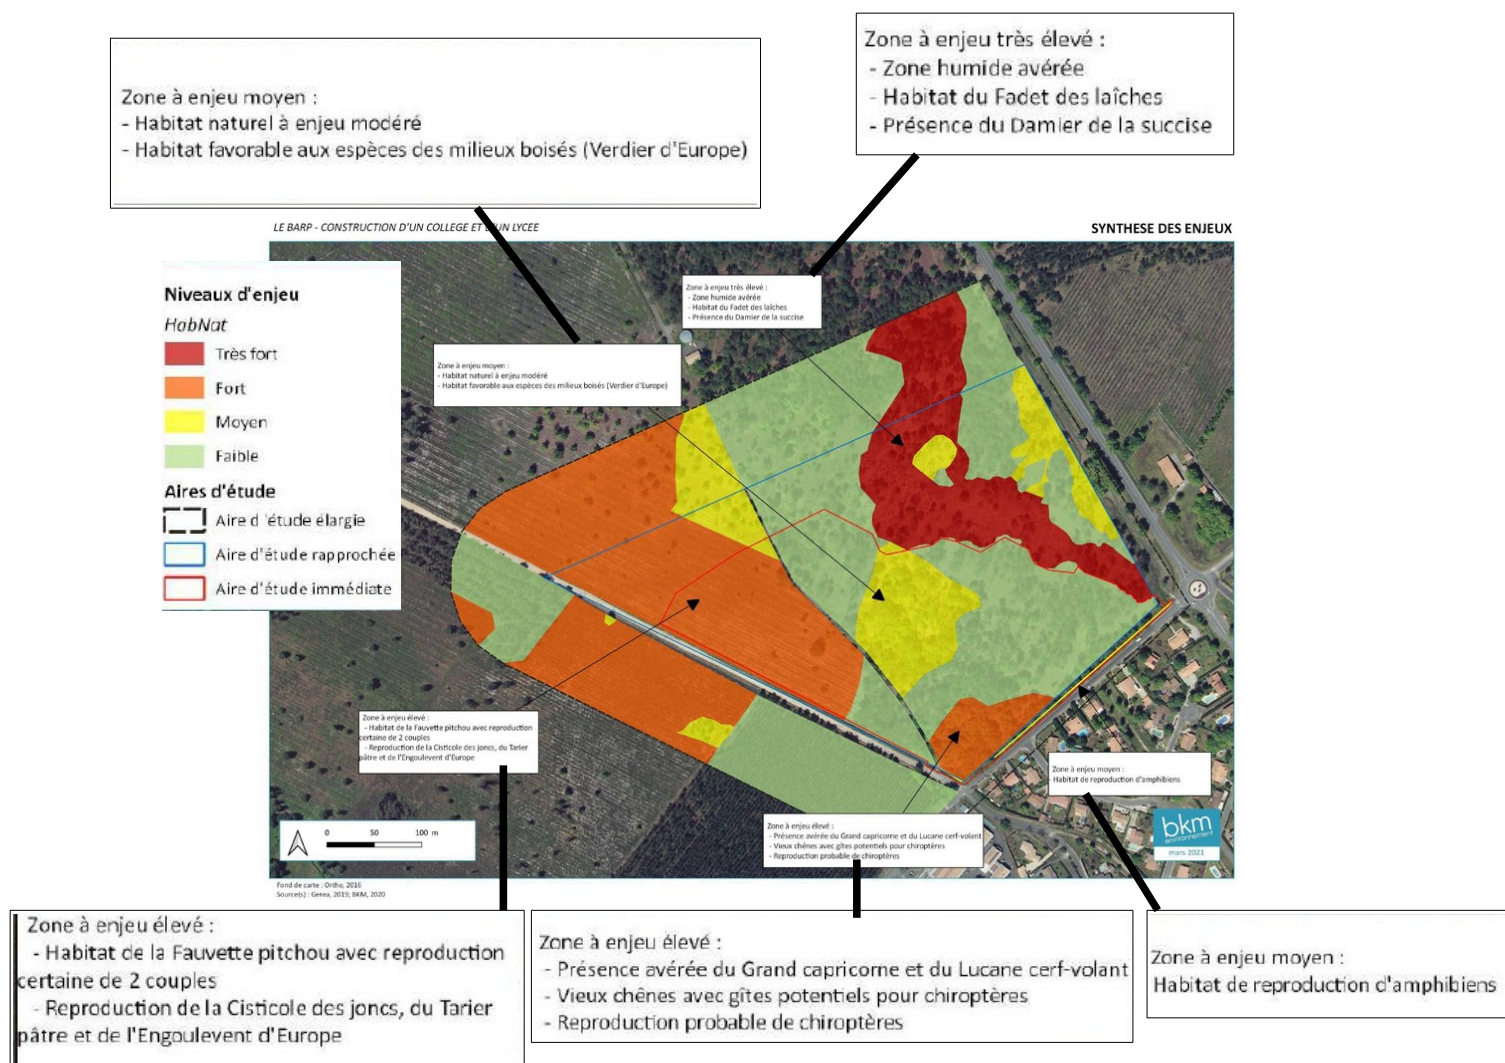 Zone à enjeu très élevé :
- Zone humide avérée
- Habitat du Fadet des laîches
- Présence du Damier de la succise
Zone à enjeu moyen :
- Habitat naturel à enjeu modéré
- Habitat favorable aux espèces des milieux boisés (Verdier d'Europe)
LE BARP - CONSTRUCTION D'UN COLLEGE ET D'UN LYCEE
SYNTHESE DES ENJEUX
Niveaux d'enjeu
HabNat
Très fort
Fort
Moyen
Faible
Aires d'étude
Aire d'étude élargie
Aire d'étude rapprochée
Aire d'étude immédiate
Zone à enjeu très élevé :
- Zone humide avérée
- Habitat du Fadet des laîches
- Présence du Damier de la succise
Zone à enjeu moyen :
- Habitat naturel à enjeu modéré
- Habitat favorable aux espèces des milieux boisés (Verdier d'Europe)
Zone à enjeu élevé :
- Habitat de la Fauvette pitchou avec reproduction
certaine de 2 couples
- Reproduction de la Cisticole des joncs, du Tarier
pâtre et de l'Engoulevent d'Europe
Zone à enjeu moyen :
- Habitat de reproduction d'amphibiens
Zone à enjeu élevé :
- Présence avérée du Grand capricorne et du Lucane cerf-volant
- Vieux chênes avec gîtes potentiels pour chiroptères
- Reproduction probable de chiroptères
0 50 100 m
bkm
environnement
mars 2021
Fond de carte : Ortho, 2016
Source(s) : Gerea, 2019; BKM, 2020
Zone à enjeu élevé :
- Habitat de la Fauvette pitchou avec reproduction
certaine de 2 couples
- Reproduction de la Cisticole des joncs, du Tarier
pâtre et de l'Engoulevent d'Europe
Zone à enjeu élevé :
- Présence avérée du Grand capricorne et du Lucane cerf-volant
- Vieux chênes avec gîtes potentiels pour chiroptères
- Reproduction probable de chiroptères
Zone à enjeu moyen :
Habitat de reproduction d'amphibiens